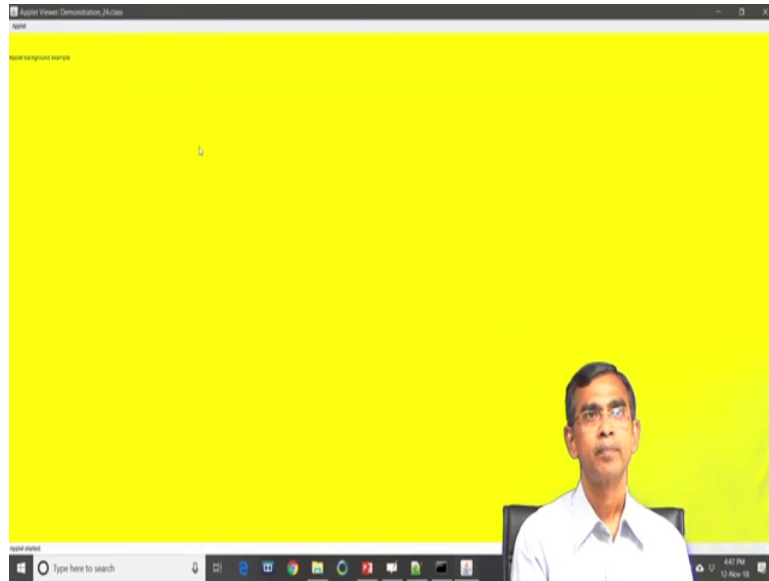 Applet Viewer: Demonstration_24.class
Applet
Applet background example
Applet started.
Type here to search
4:47 PM
12-Nov-18